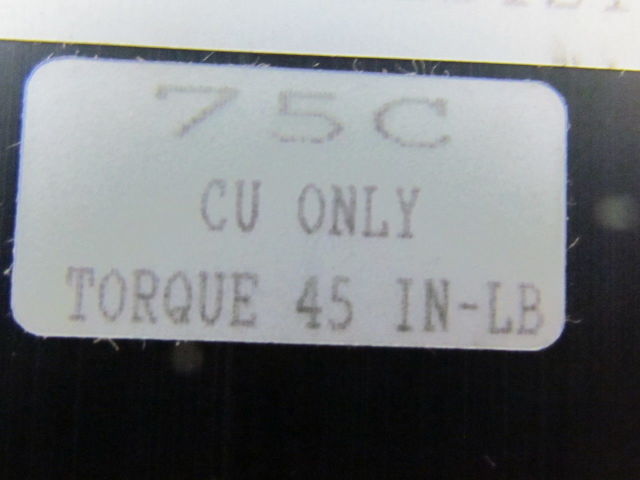 75C
CU ONLY
TORQUE 45 IN-LB